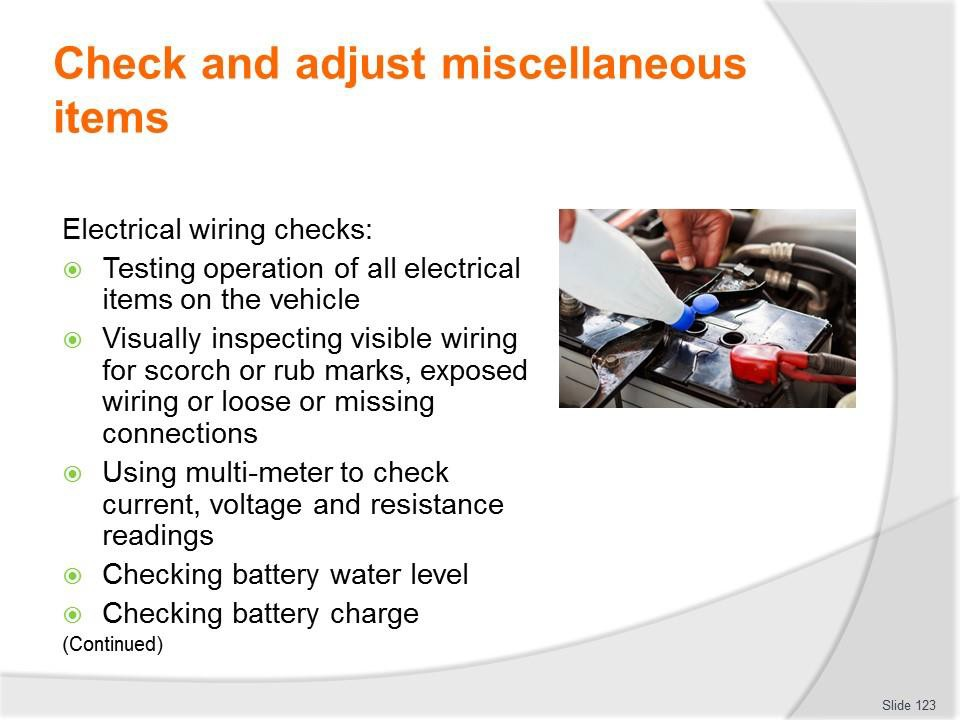 Check and adjust miscellaneous
items
Electrical wiring checks:
Testing operation of all electrical
items on the vehicle
Visually inspecting visible wiring
for scorch or rub marks, exposed
wiring or loose or missing
connections
Using multi-meter to check
current, voltage and resistance
readings
Checking battery water level
Checking battery charge
(Continued)
Slide 123